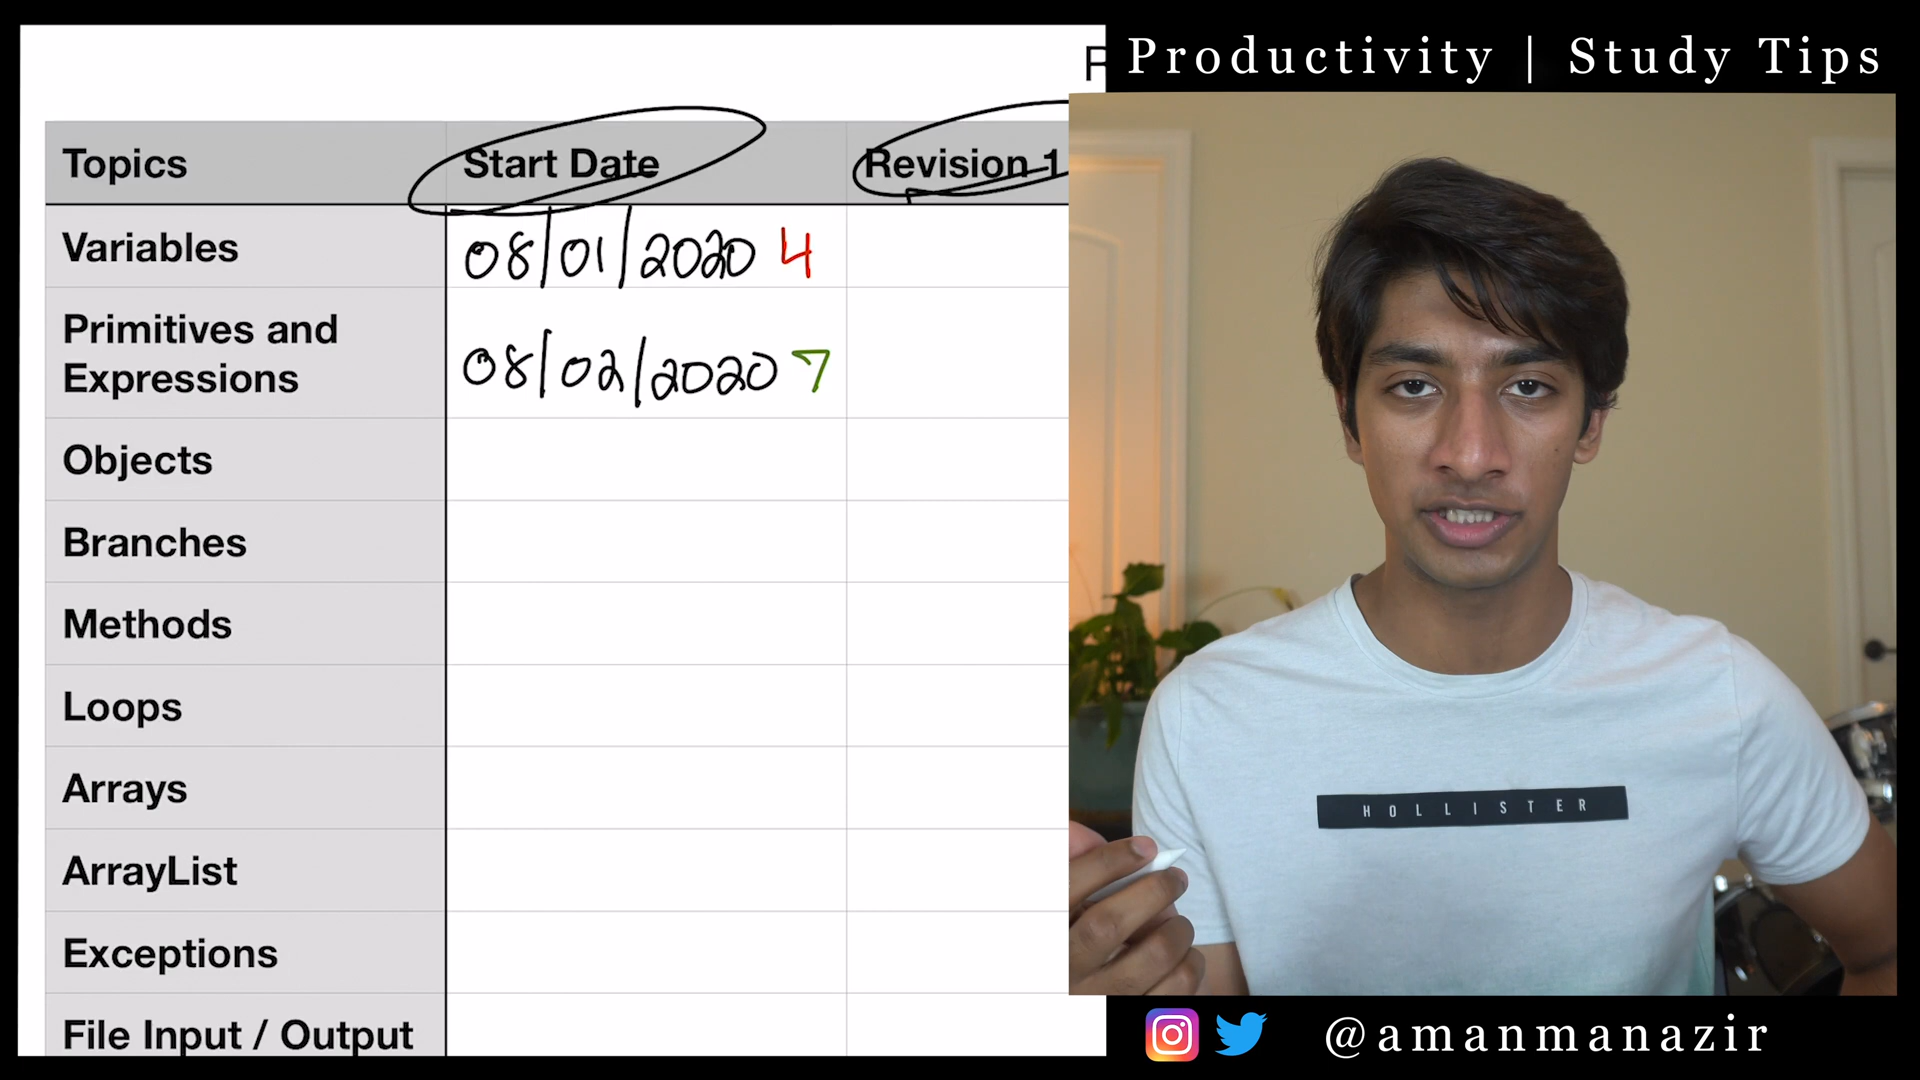 Productivity | Study Tips
Topics Start Date Revision 1
Variables 08/01/2020 4
Primitives and
Expressions 08/02/2020 7
Objects
Branches
Methods
Loops
Arrays
ArrayList
Exceptions
File Input / Output
HOLLISTER
@amanmanazir